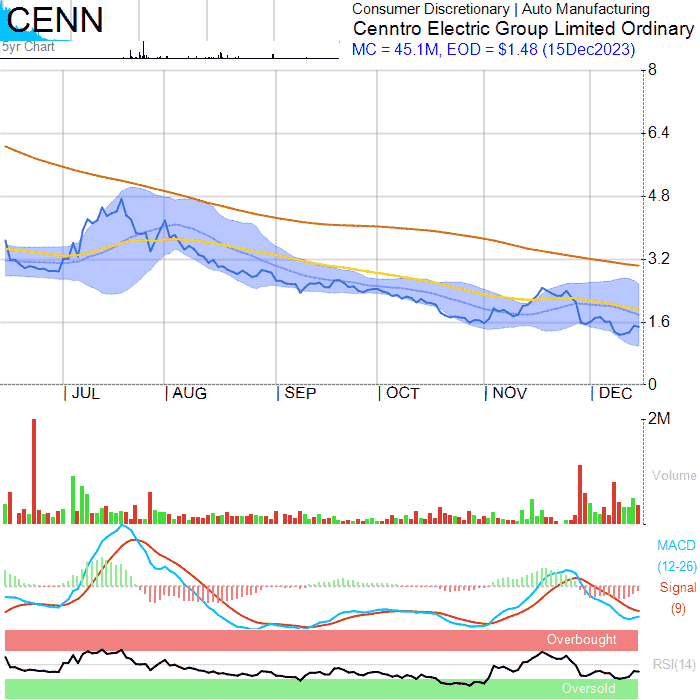 CENN
5yr Chart
Consumer Discretionary | Auto Manufacturing
Cenntro Electric Group Limited Ordinary
MC = 45.1M, EOD = $1.48 (15Dec2023)
8
6.4
4.8
3.2
1.6
0
JUL AUG SEP OCT NOV DEC
2M
Volume
MACD
(12-26)
Signal
(9)
Overbought
RSI(14)
Oversold